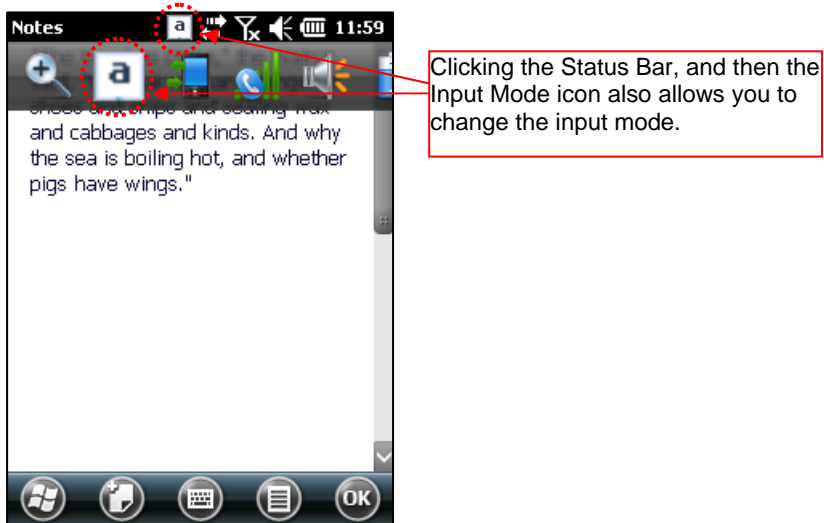 Notes a 11:59
a
shoes and ships and sealing wax
and cabbages and kinds. And why
the sea is boiling hot, and whether
pigs have wings."
OK
Clicking the Status Bar, and then the
Input Mode icon also allows you to
change the input mode.